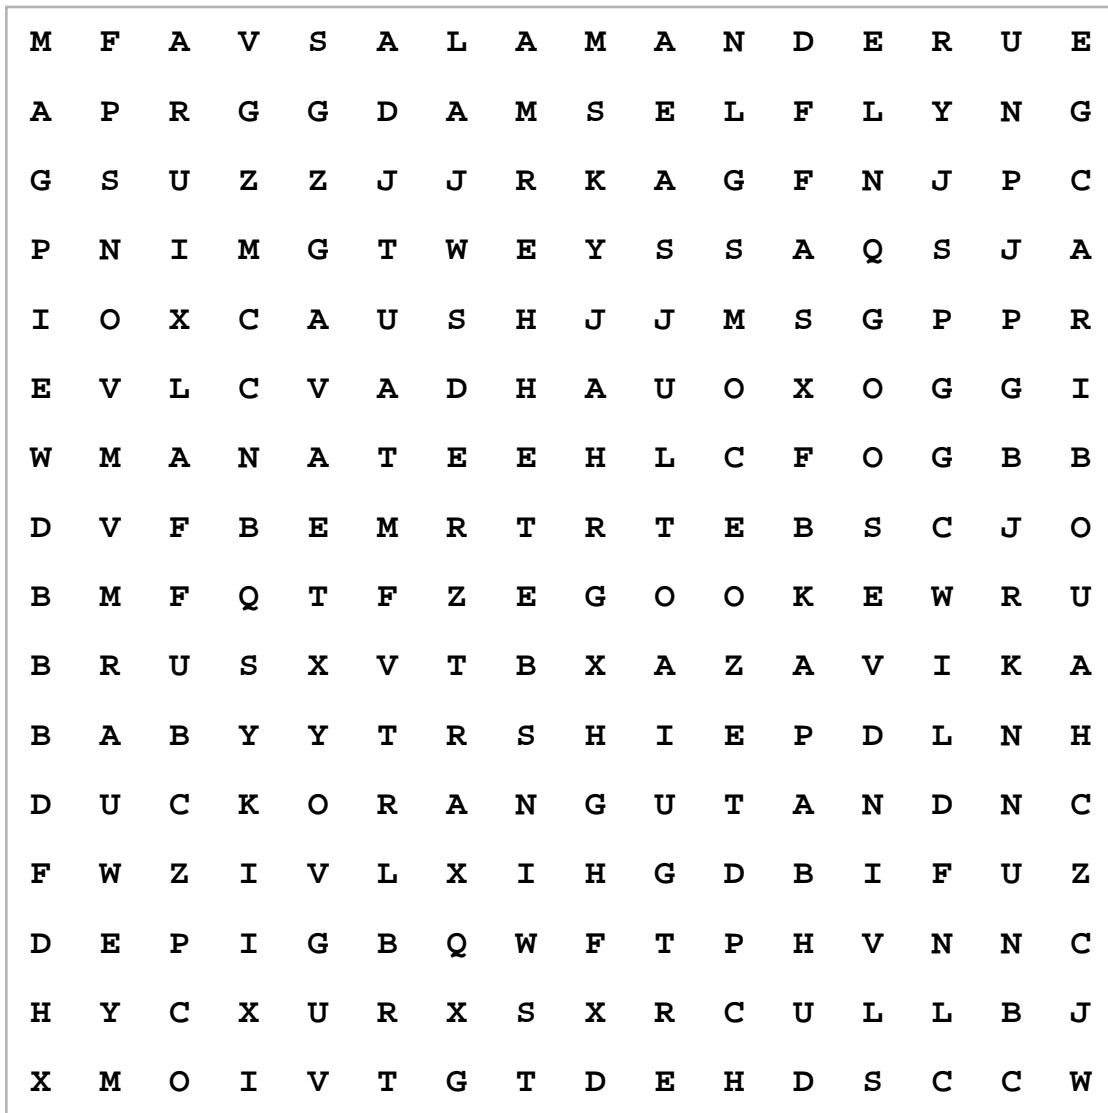 M F A V S A L A M A N D E R U E
A P R G G D A M S E L F L Y N G
G S U Z Z J J R K A G F N J P C
P N I M G T W E Y S S A Q S J A
I O X C A U S H J J M S G P P R
E V L C V A D H A U O X O G G I
W M A N A T E E H L C F O G B B
D V F B E M R T R T E B S C J O
B M F Q T F Z E G O O K E W R U
B R U S X V T B X A Z A V I K A
B A B Y Y T R S H I E P D L N H
D U C K O R A N G U T A N D N C
F W Z I V L X I H G D B I F U Z
D E P I G B Q W F T P H V N N C
H Y C X U R X S X R C U L L B J
X M O I V T G T D E H D S C C W